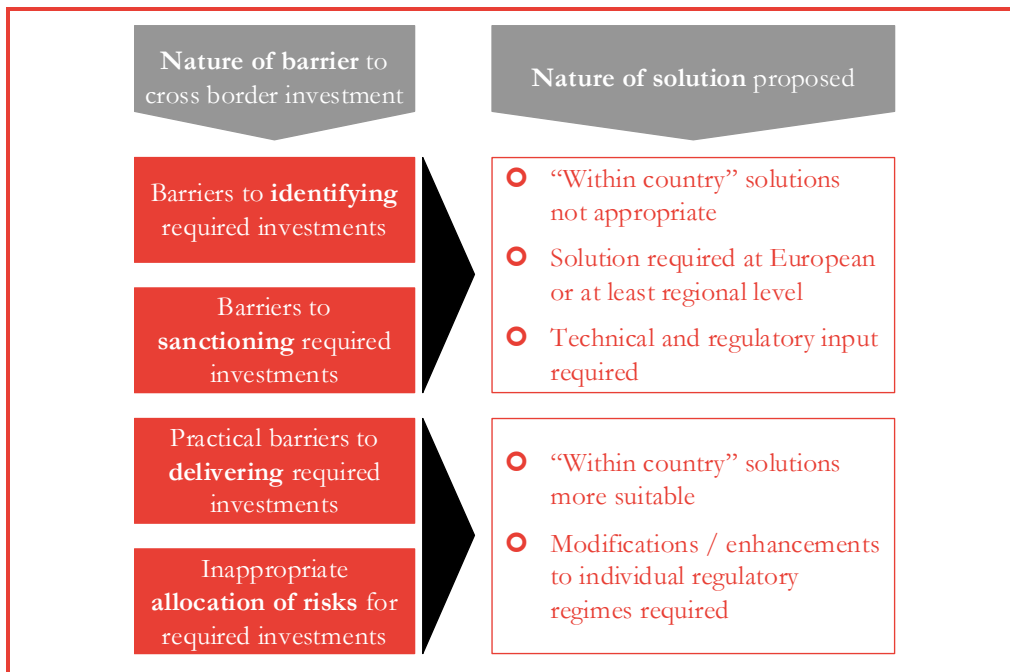 Nature of barrier to
cross border investment
Nature of solution proposed
Barriers to identifying
required investments
Barriers to
sanctioning required
investments
“Within country” solutions
not appropriate
Solution required at European
or at least regional level
Technical and regulatory input
required
Practical barriers to
delivering required
investments
Inappropriate
allocation of risks for
required investments
“Within country” solutions
more suitable
Modifications / enhancements
to individual regulatory
regimes required